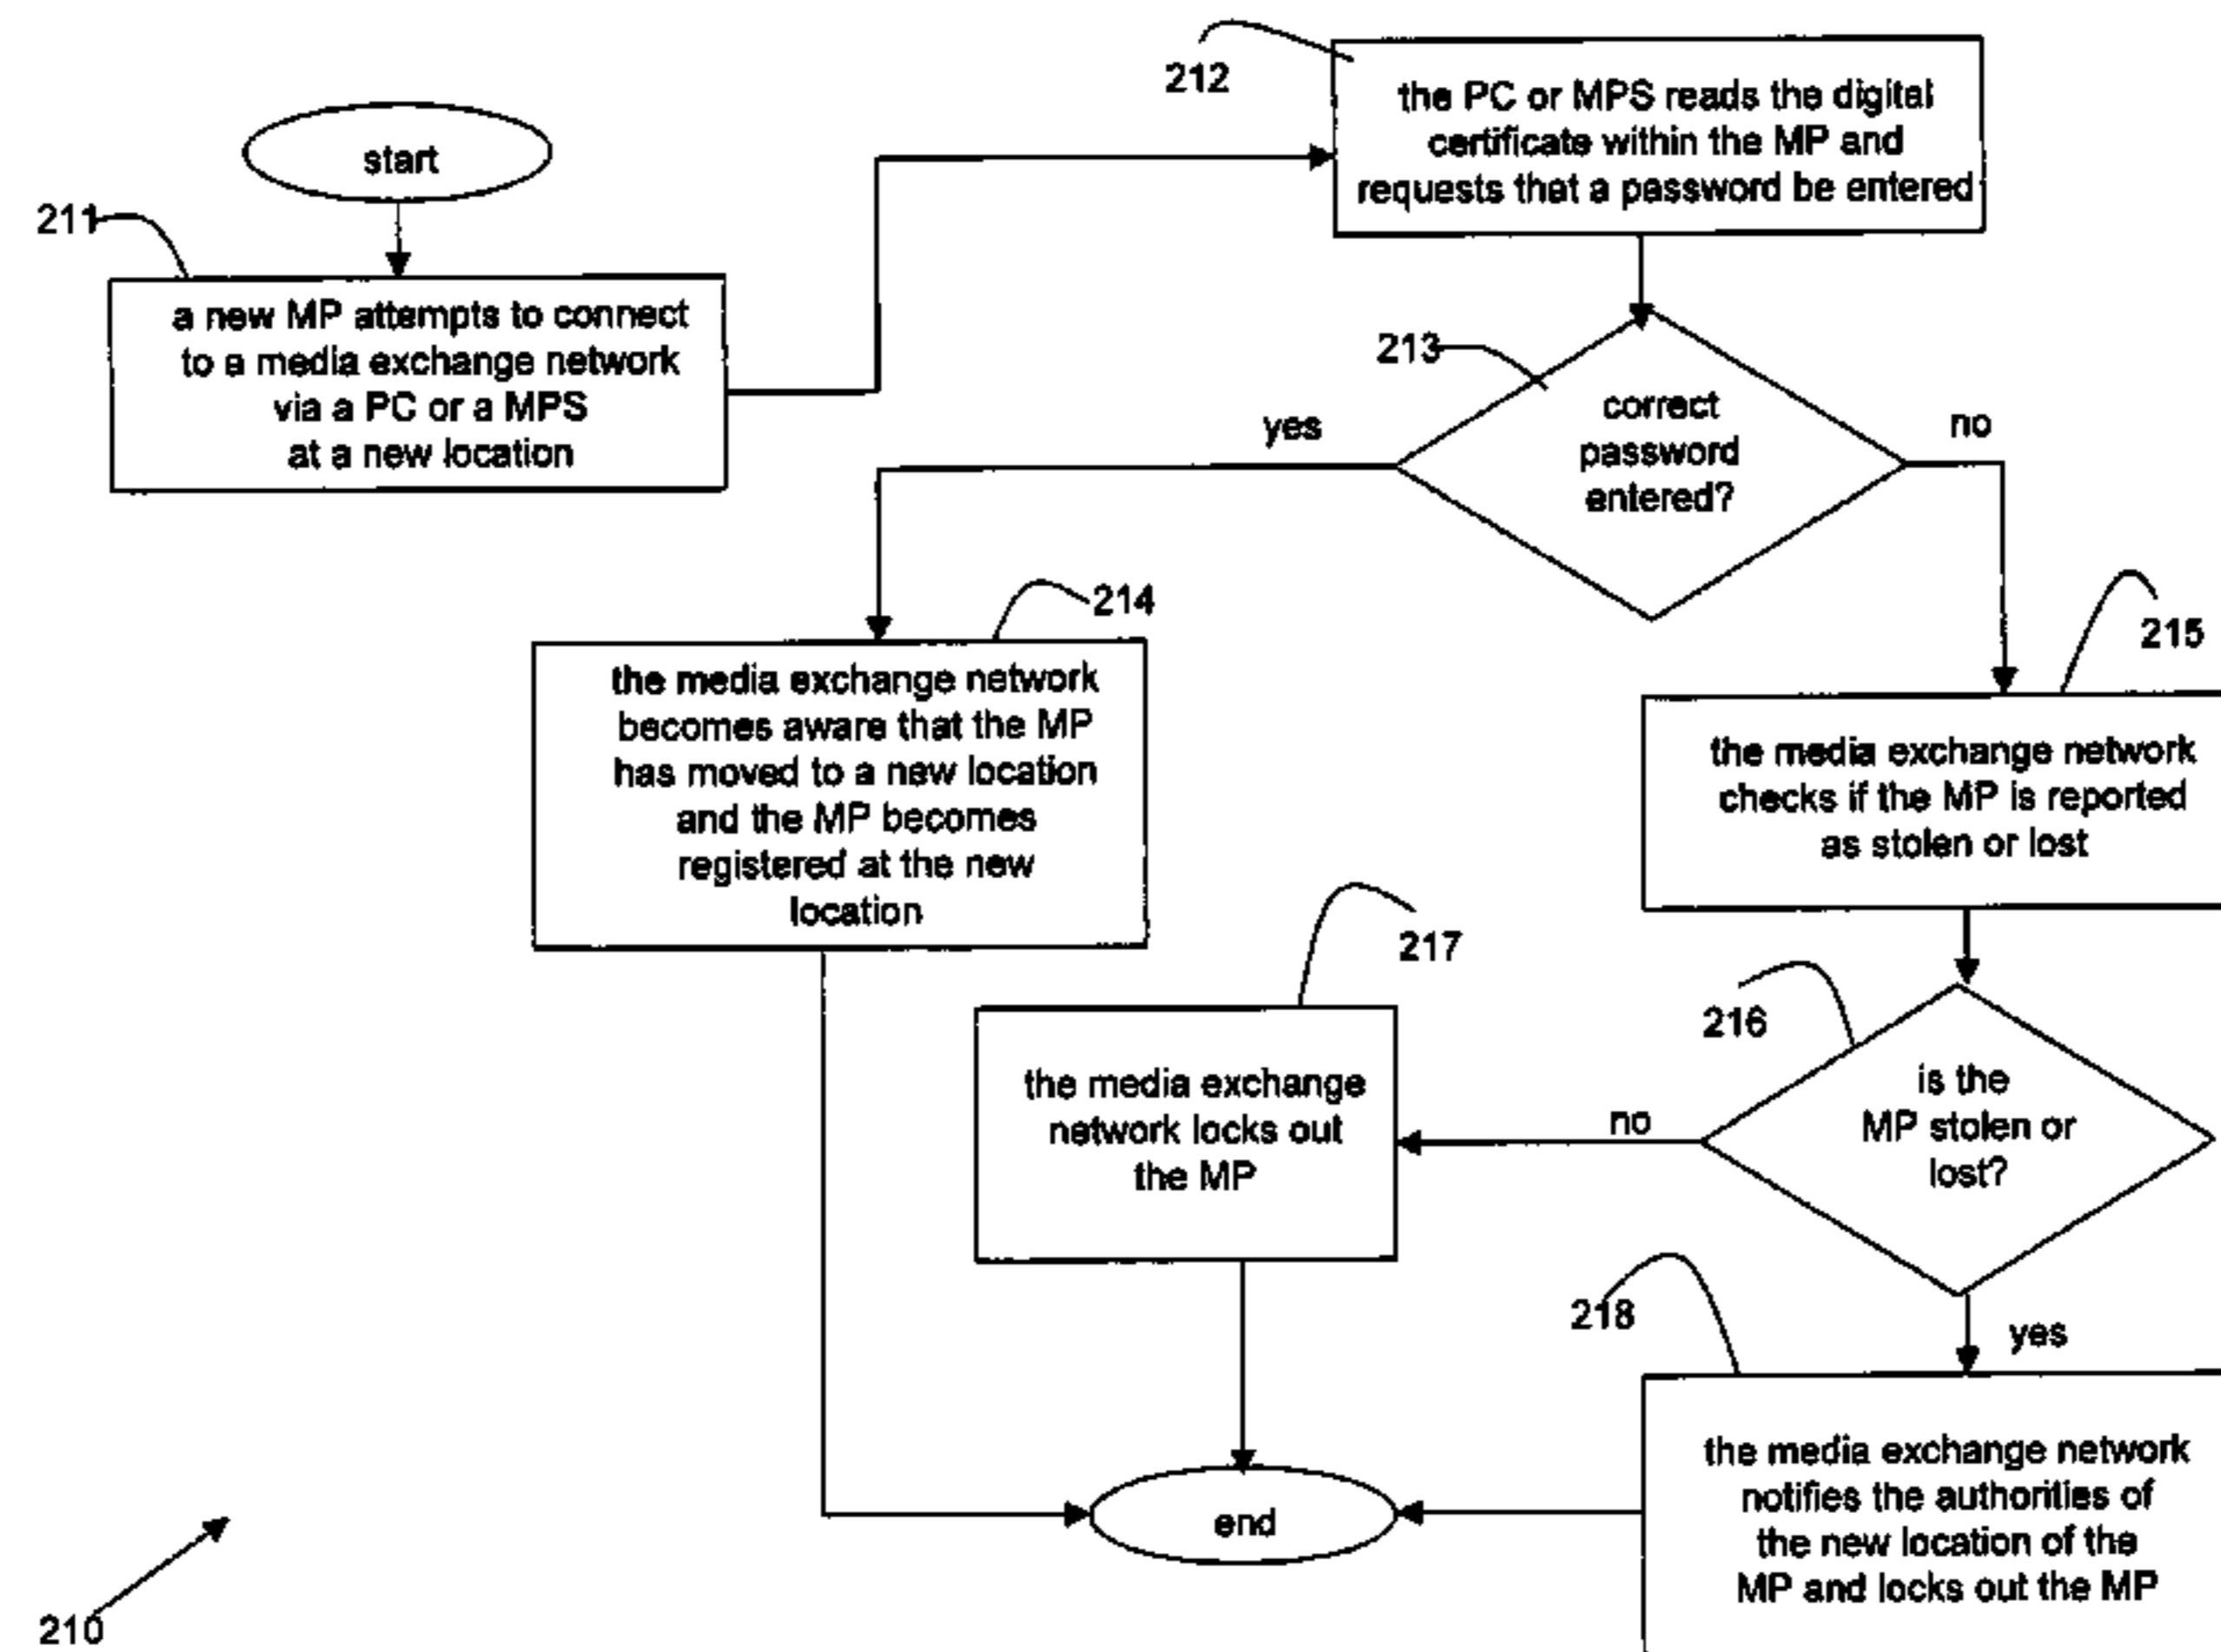 start
211
a new MP attempts to connect
to a media exchange network
via a PC or a MPS
at a new location
212
the PC or MPS reads the digital
certificate within the MP and
requests that a password be entered
213
correct
password
entered?
yes
no
214
the media exchange network
becomes aware that the MP
has moved to a new location
and the MP becomes
registered at the new
location
215
the media exchange network
checks if the MP is reported
as stolen or lost
216
is the
MP stolen or
lost?
no
yes
217
the media exchange
network locks out
the MP
218
the media exchange network
notifies the authorities of
the new location of the
MP and locks out the MP
end
210